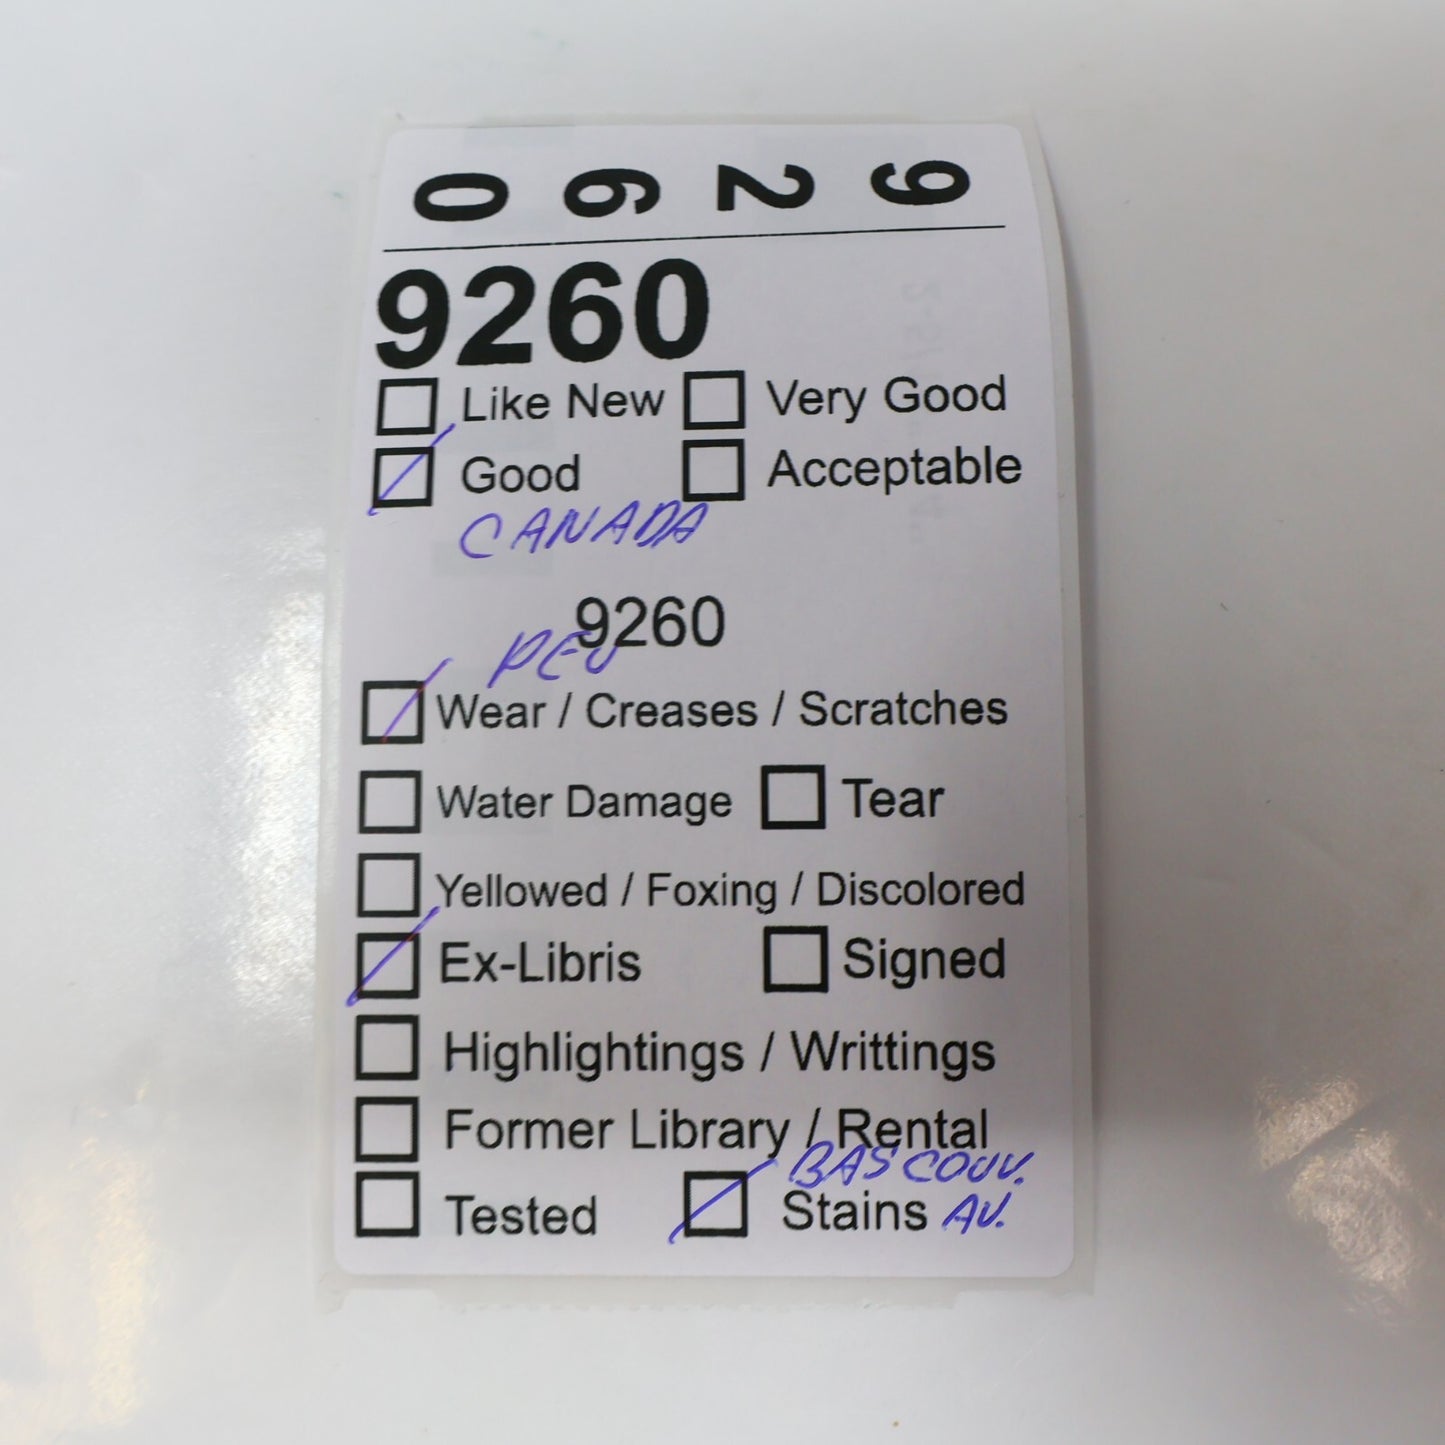 9260
9260
Like New Very Good
Good Acceptable
CANADA
9260
PEU
Wear / Creases / Scratches
Water Damage Tear
Yellowed / Foxing / Discolored
Ex-Libris Signed
Highlightings / Writtings
Former Library / Rental
BAS COUV.
Tested Stains AV.